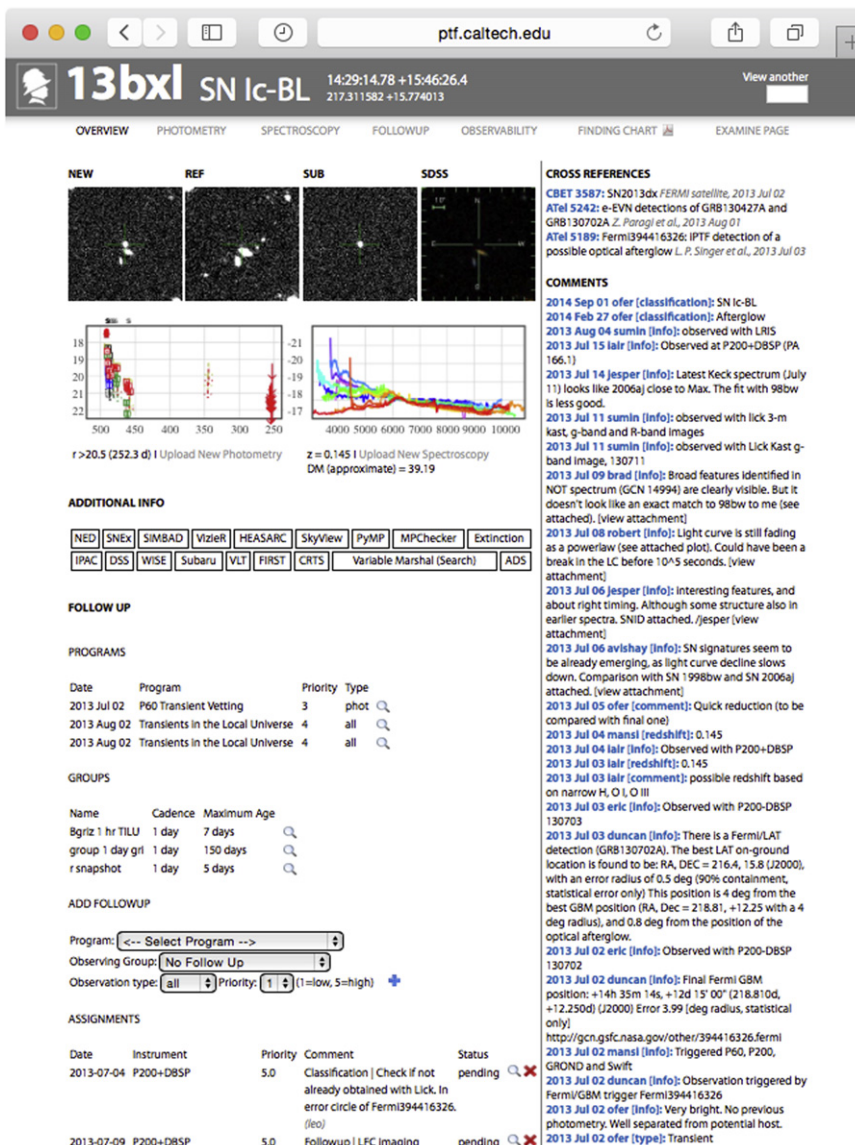 ptf.caltech.edu
13bxl SN Ic-BL 14:29:14.78 +15:46:26.4
217.311582 +15.774013
View another
OVERVIEW PHOTOMETRY SPECTROSCOPY FOLLOWUP OBSERVABILITY FINDING CHART EXAMINE PAGE
NEW REF SUB SDSS
10"
N
E W
S
18
19
20
21
22
-21
-20
-19
-18
-17
500 450 400 350 300 250
4000 5000 6000 7000 8000 9000 10000
r >20.5 (252.3 d) | Upload New Photometry
z = 0.145 | Upload New Spectroscopy
DM (approximate) = 39.19
ADDITIONAL INFO
NED SNEx SIMBAD VizieR HEASARC SkyView PyMP MPChecker Extinction
IPAC DSS WISE Subaru VLT FIRST CRTS Variable Marshal (Search) ADS
FOLLOW UP
PROGRAMS
Date Program Priority Type
2013 Jul 02 P60 Transient Vetting 3 phot
2013 Aug 02 Transients in the Local Universe 4 all
2013 Aug 02 Transients in the Local Universe 4 all
GROUPS
Name Cadence Maximum Age
Bgriz 1 hr TILU 1 day 7 days
group 1 day gri 1 day 150 days
r snapshot 1 day 5 days
ADD FOLLOWUP
Program: <-- Select Program -->
Observing Group: No Follow Up
Observation type: all Priority: 1 (1=low, 5=high)
ASSIGNMENTS
Date Instrument Priority Comment Status
2013-07-04 P200+DBSP 5.0 Classification | Check if not pending
already obtained with Lick. In
error circle of Fermi394416326.
(leo)
2013-07-09 P200+DBSP 5.0 Followup | LFC imaging pending
CROSS REFERENCES
CBET 3587: SN2013dx FERMI satellite, 2013 Jul 02
ATel 5242: e-EVN detections of GRB130427A and
GRB130702A Z. Paragi et al., 2013 Aug 01
ATel 5189: Fermi394416326: iPTF detection of a
possible optical afterglow L. P. Singer et al., 2013 Jul 03
COMMENTS
2014 Sep 01 ofer [classification]: SN Ic-BL
2014 Feb 27 ofer [classification]: Afterglow
2013 Aug 04 sumin [info]: observed with LRIS
2013 Jul 15 iair [info]: Observed at P200+DBSP (PA
166.1)
2013 Jul 14 jesper [info]: Latest Keck spectrum (July
11) looks like 2006aj close to Max. The fit with 98bw
is less good.
2013 Jul 11 sumin [info]: observed with lick 3-m
kast, g-band and R-band images
2013 Jul 11 sumin [info]: observed with Lick Kast g-
band image, 130711
2013 Jul 09 brad [info]: Broad features identified in
NOT spectrum (GCN 14994) are clearly visible. But it
doesn't look like an exact match to 98bw to me (see
attached). [view attachment]
2013 Jul 08 robert [info]: Light curve is still fading
as a powerlaw (see attached plot). Could have been a
break in the LC before 10^5 seconds. [view
attachment]
2013 Jul 06 jesper [info]: interesting features, and
about right timing. Although some structure also in
earlier spectra. SNID attached. /jesper [view
attachment]
2013 Jul 06 avishay [info]: SN signatures seem to
be already emerging, as light curve decline slows
down. Comparison with SN 1998bw and SN 2006aj
attached. [view attachment]
2013 Jul 05 ofer [comment]: Quick reduction (to be
compared with final one)
2013 Jul 04 mansi [redshift]: 0.145
2013 Jul 04 iair [info]: Observed with P200+DBSP
2013 Jul 03 iair [redshift]: 0.145
2013 Jul 03 iair [comment]: possible redshift based
on narrow H, O I, O III
2013 Jul 03 eric [info]: Observed with P200-DBSP
130703
2013 Jul 03 duncan [info]: There is a Fermi/LAT
detection (GRB130702A). The best LAT on-ground
location is found to be: RA, DEC = 216.4, 15.8 (J2000),
with an error radius of 0.5 deg (90% containment,
statistical error only) This position is 4 deg from the
best GBM position (RA, Dec = 218.81, +12.25 with a 4
deg radius), and 0.8 deg from the position of the
optical afterglow.
2013 Jul 02 eric [info]: Observed with P200-DBSP
130702
2013 Jul 02 duncan [info]: Final Fermi GBM
position: +14h 35m 14s, +12d 15' 00" (218.810d,
+12.250d) (J2000) Error 3.99 [deg radius, statistical
only]
http://gcn.gsfc.nasa.gov/other/394416326.fermi
2013 Jul 02 mansi [info]: Triggered P60, P200,
GROND and Swift
2013 Jul 02 duncan [info]: Observation triggered by
Fermi/GBM trigger Fermi394416326
2013 Jul 02 ofer [info]: Very bright. No previous
photometry. Well separated from potential host.
2013 Jul 02 ofer [type]: Transient